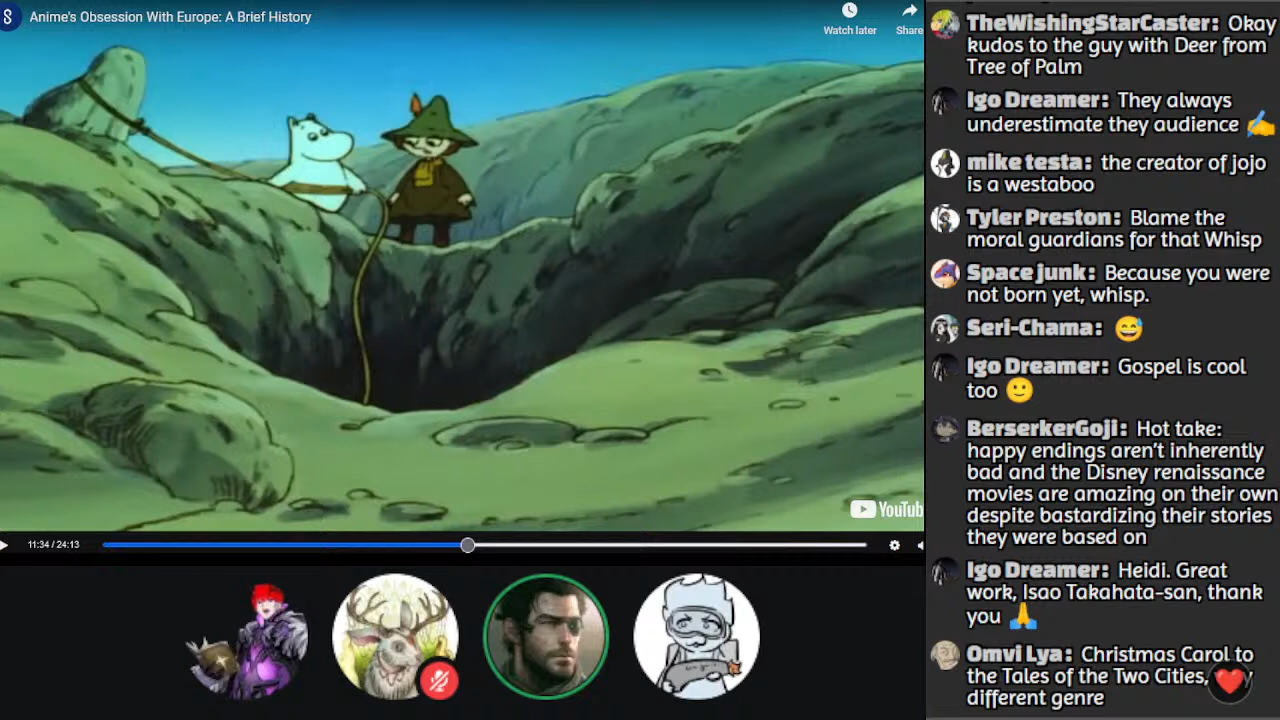 Anime's Obsession With Europe: A Brief History
Watch later
Share
YouTub
11:34 / 24:13
TheWishingStarCaster: Okay
kudos to the guy with Deer from
Tree of Palm
Igo Dreamer: They always
underestimate they audience ✍️
mike testa: the creator of jojo
is a westaboo
Tyler Preston: Blame the
moral guardians for that Whisp
Space junk: Because you were
not born yet, whisp.
Seri-Chama: 😅
Igo Dreamer: Gospel is cool
too 🙂
BerserkerGoji: Hot take:
happy endings aren't inherently
bad and the Disney renaissance
movies are amazing on their own
despite bastardizing their stories
they were based on
Igo Dreamer: Heidi. Great
work, Isao Takahata-san, thank
you 🙏
Omvi Lya: Christmas Carol to
the Tales of the Two Cities,
different genre